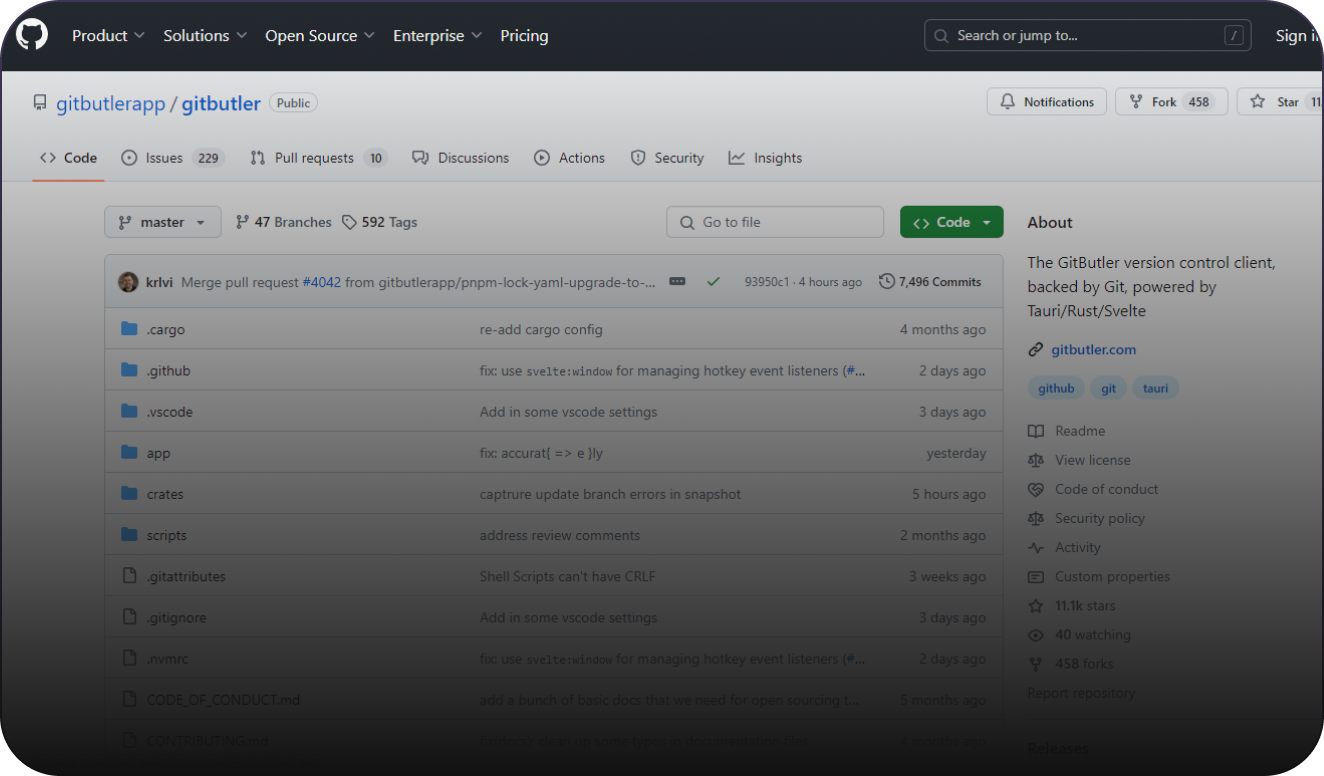 Product Solutions Open Source Enterprise Pricing Search or jump to... / Sign in
gitbutlerapp / gitbutler Public Notifications Fork 458 Star 11
Code Issues 229 Pull requests 10 Discussions Actions Security Insights
master 47 Branches 592 Tags Go to file Code
krlvi Merge pull request #4042 from gitbutlerapp/pnpm-lock-yaml-upgrade-to-... 93950c1 · 4 hours ago 7,496 Commits
.cargo re-add cargo config 4 months ago
.github fix: use svelte:window for managing hotkey event listeners (#... 2 days ago
.vscode Add in some vscode settings 3 days ago
app fix: accurat{ => e }ly yesterday
crates captrure update branch errors in snapshot 5 hours ago
scripts address review comments 2 months ago
.gitattributes Shell Scripts can't have CRLF 3 weeks ago
.gitignore Add in some vscode settings 3 days ago
.nvmrc fix: use svelte:window for managing hotkey event listeners (#... 2 days ago
CODE_OF_CONDUCT.md add a bunch of basic docs that we need for open sourcing t... 5 months ago
CONTRIBUTING.md fix(docs): clean up some typos in documentation files 4 months ago
About
The GitButler version control client,
backed by Git, powered by
Tauri/Rust/Svelte
gitbutler.com
github git tauri
Readme
View license
Code of conduct
Security policy
Activity
Custom properties
11.1k stars
40 watching
458 forks
Report repository
Releases